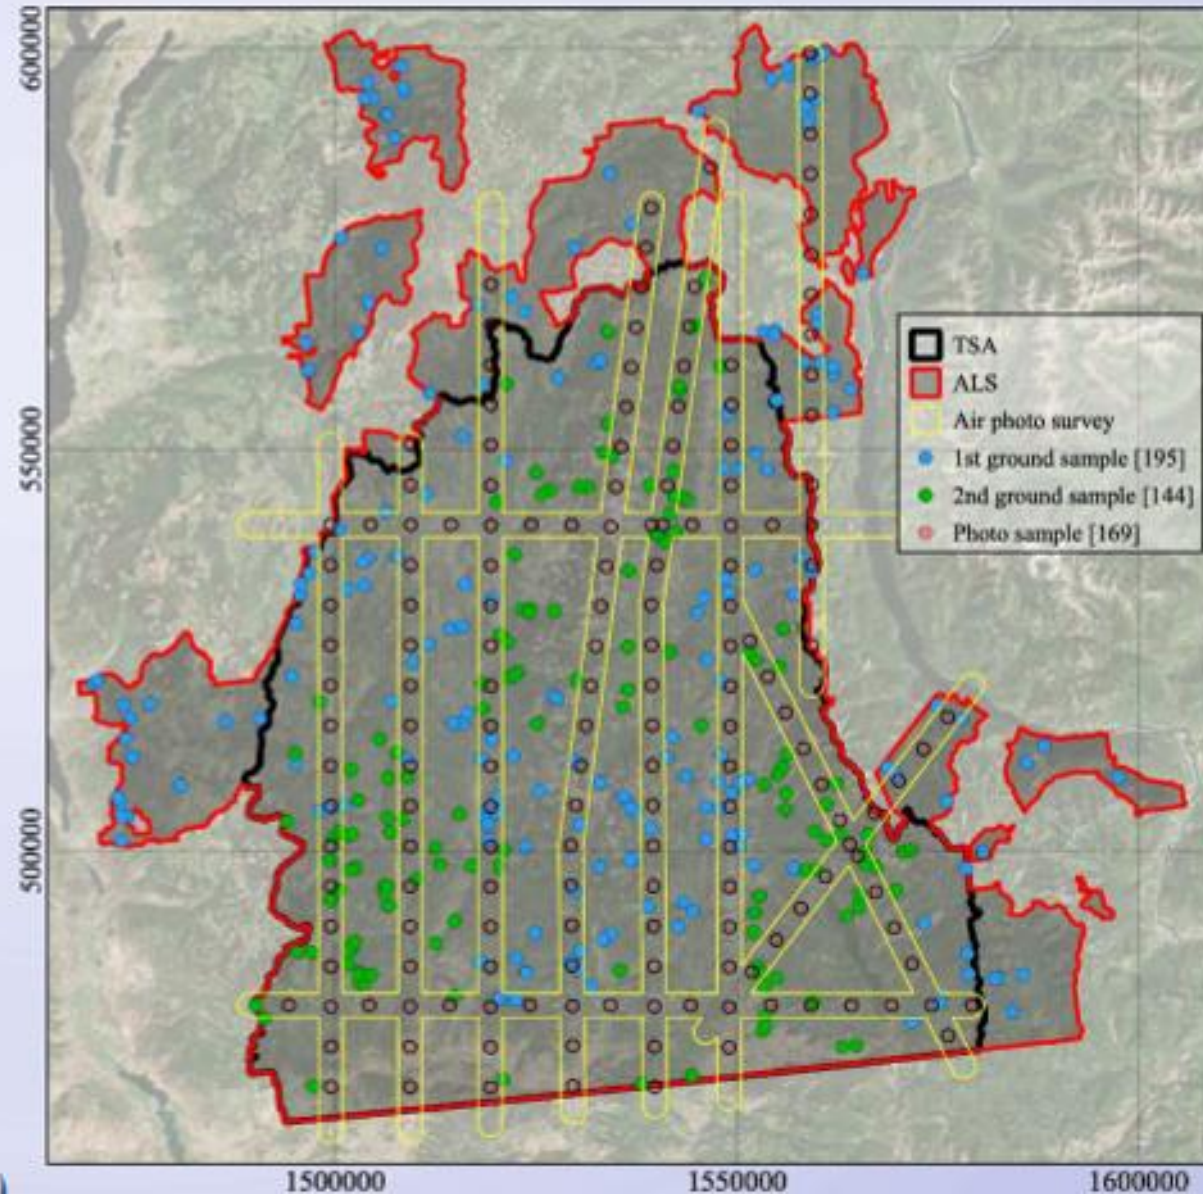 600000
550000
500000
TSA
ALS
Air photo survey
1st ground sample [195]
2nd ground sample [144]
Photo sample [169]
1500000
1550000
1600000